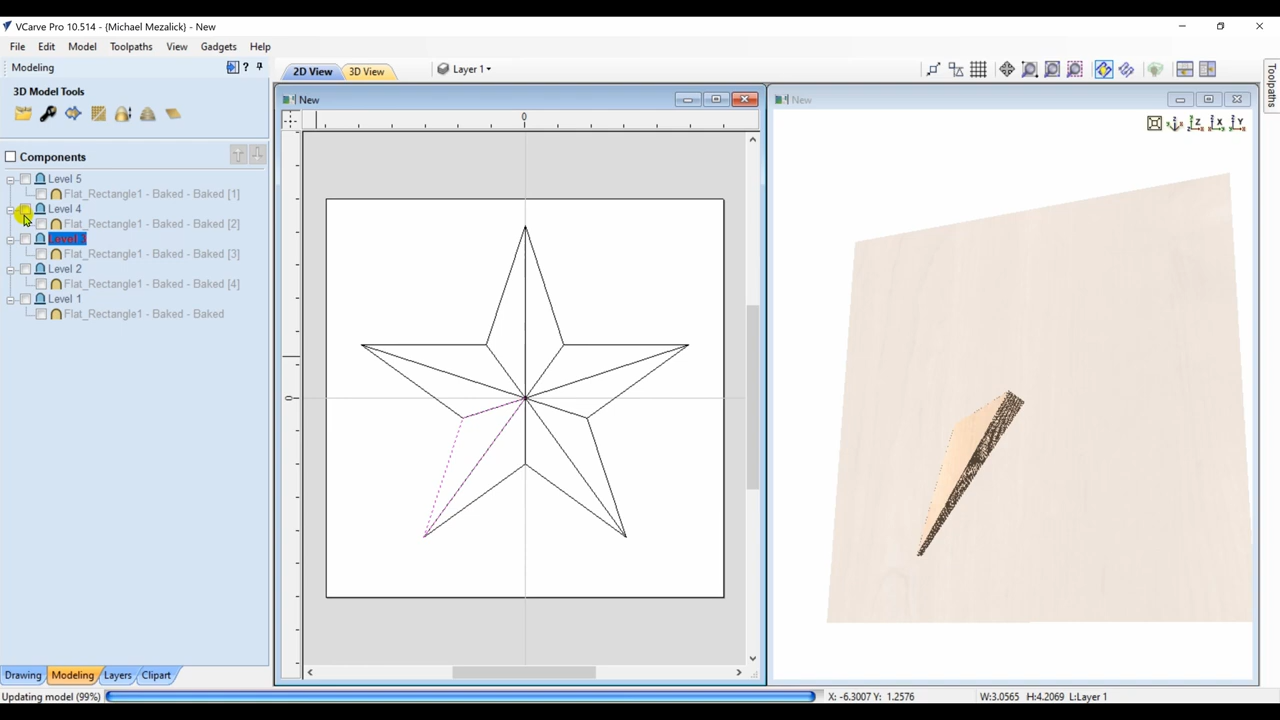 VCarve Pro 10.514 - {Michael Mezalick} - New
File Edit Model Toolpaths View Gadgets Help
Modeling
2D View 3D View Layer 1
3D Model Tools
New
New
Toolpaths
0
Z X Y
Components
Level 5
Flat_Rectangle1 - Baked - Baked [1]
Level 4
Flat_Rectangle1 - Baked - Baked [2]
Level 3
Flat_Rectangle1 - Baked - Baked [3]
Level 2
Flat_Rectangle1 - Baked - Baked [4]
Level 1
Flat_Rectangle1 - Baked - Baked
0
Drawing Modeling Layers Clipart
Updating model (99%) X: -6.3007 Y: 1.2576 W:3.0565 H:4.2069 L:Layer 1